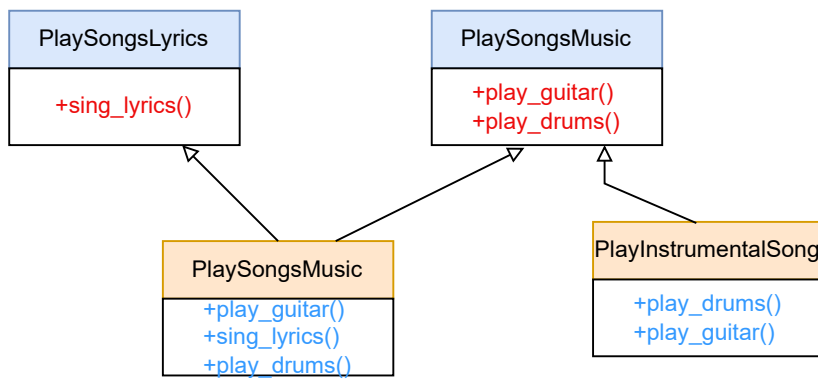 PlaySongsLyrics
+sing_lyrics()
PlaySongsMusic
+play_guitar()
+play_drums()
PlaySongsMusic
+play_guitar()
+sing_lyrics()
+play_drums()
PlayInstrumentalSong
+play_drums()
+play_guitar()